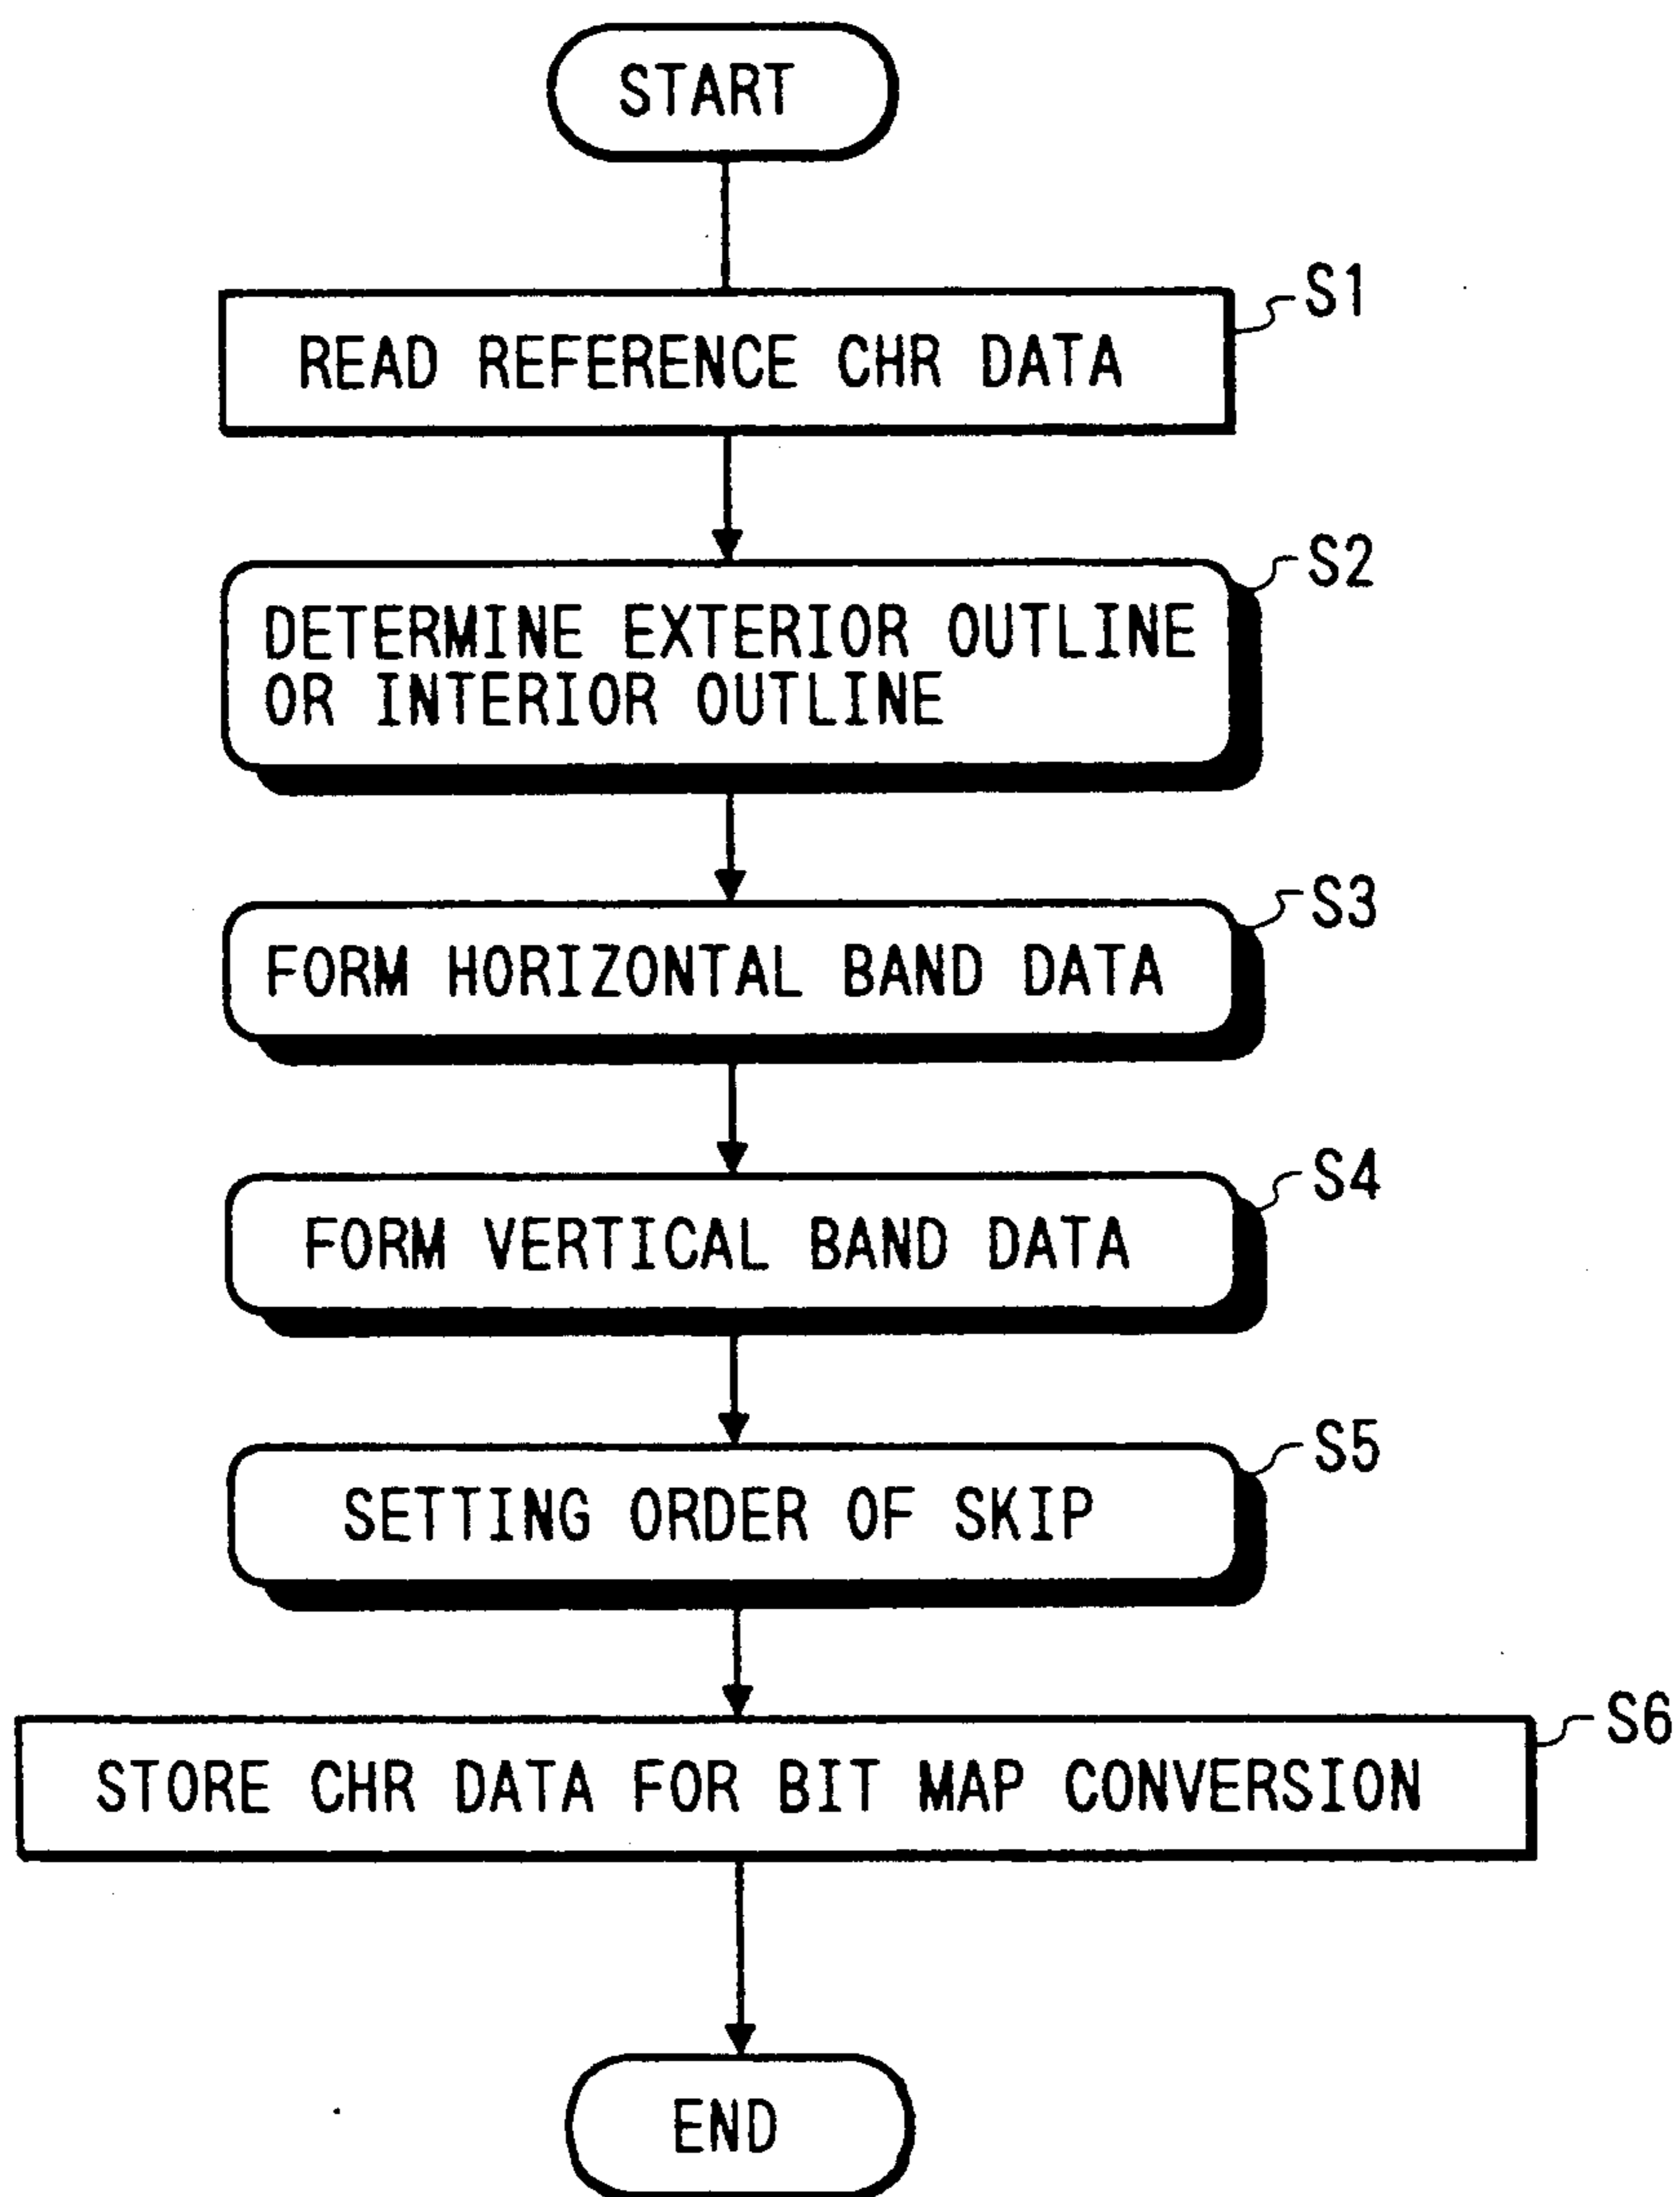 START
S1
READ REFERENCE CHR DATA
S2
DETERMINE EXTERIOR OUTLINE
OR INTERIOR OUTLINE
S3
FORM HORIZONTAL BAND DATA
S4
FORM VERTICAL BAND DATA
S5
SETTING ORDER OF SKIP
S6
STORE CHR DATA FOR BIT MAP CONVERSION
END